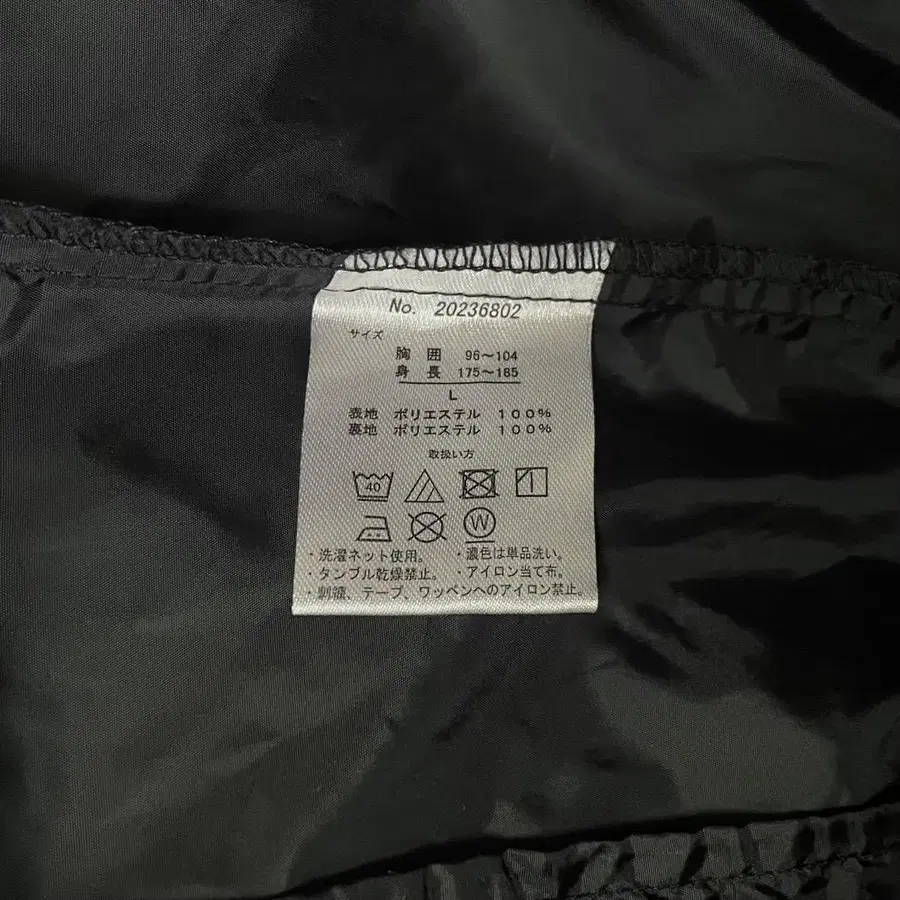 No. 20236802
サイズ
胸囲 96～104
身長 175～185
L
表地 ポリエステル 100%
裏地 ポリエステル 100%
取扱い方
40
W
・洗濯ネット使用。 ・濃色は単品洗い。
・タンブル乾燥禁止。 ・アイロン当て布。
・刺繍、テープ、ワッペンへのアイロン禁止。